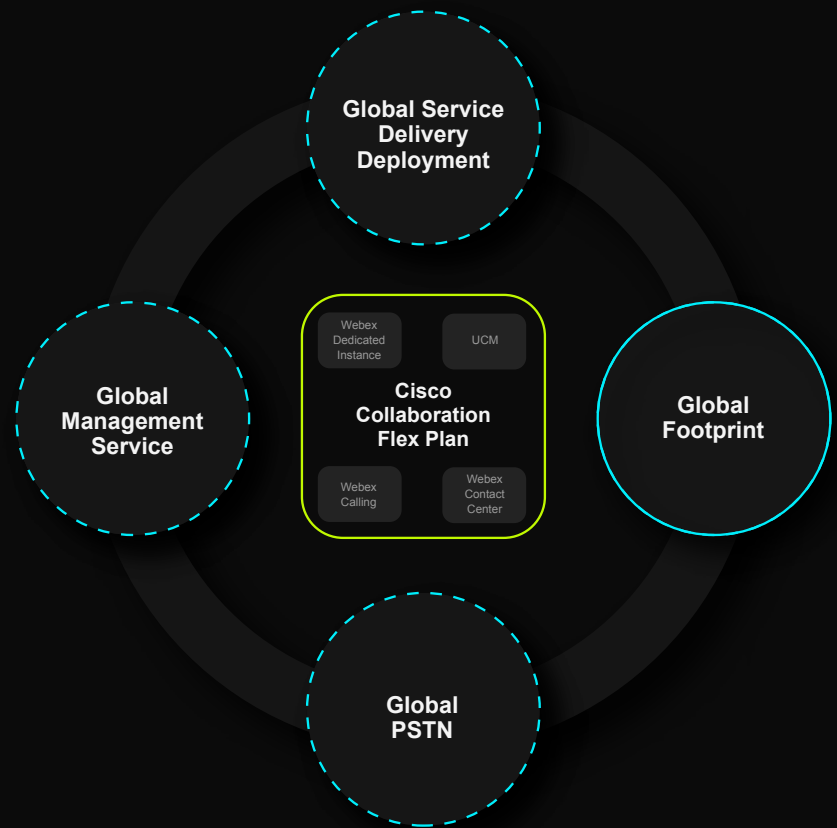 Global Service
Delivery
Deployment
Webex
Dedicated
Instance
UCM
Cisco
Collaboration
Flex Plan
Webex
Calling
Webex
Contact
Center
Global
Management
Service
Global
Footprint
Global
PSTN